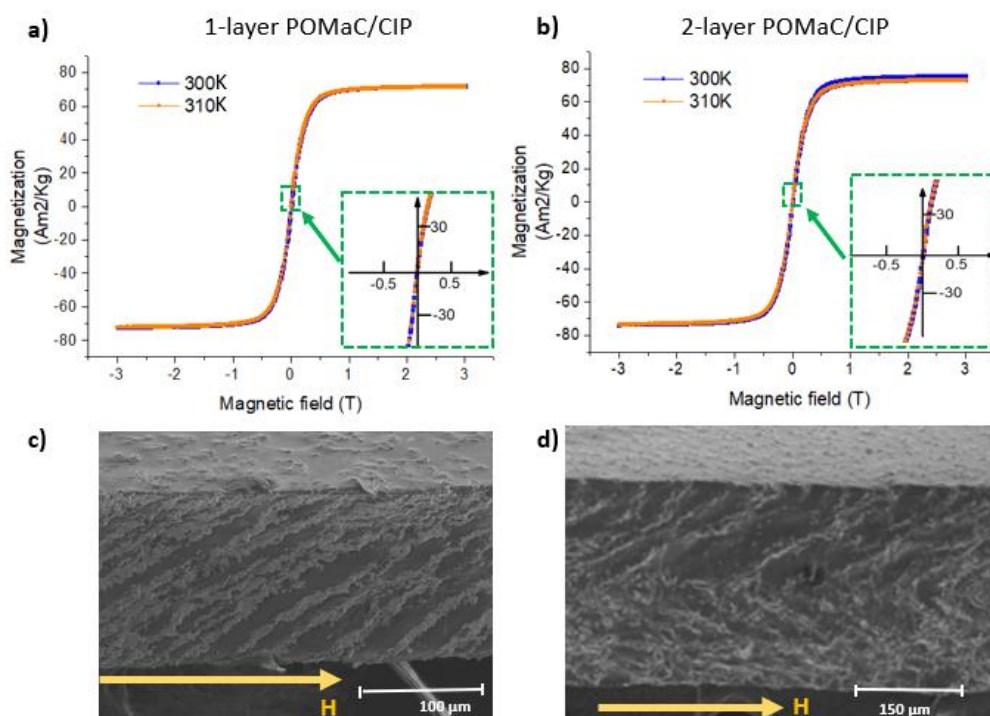 a)
1-layer POMaC/CIP
b)
2-layer POMaC/CIP
Magnetization
(Am2/Kg)
80
60
40
20
0
-20
-40
-60
-80
300K
310K
30
-0.5
0.5
-30
-3
-2
-1
0
1
2
3
Magnetic field (T)
Magnetization
(Am2/Kg)
80
60
40
20
0
-20
-40
-60
-80
300K
310K
30
-0.5
0.5
-30
-3
-2
-1
0
1
2
3
Magnetic field (T)
c)
H
100 µm
d)
H
150 µm